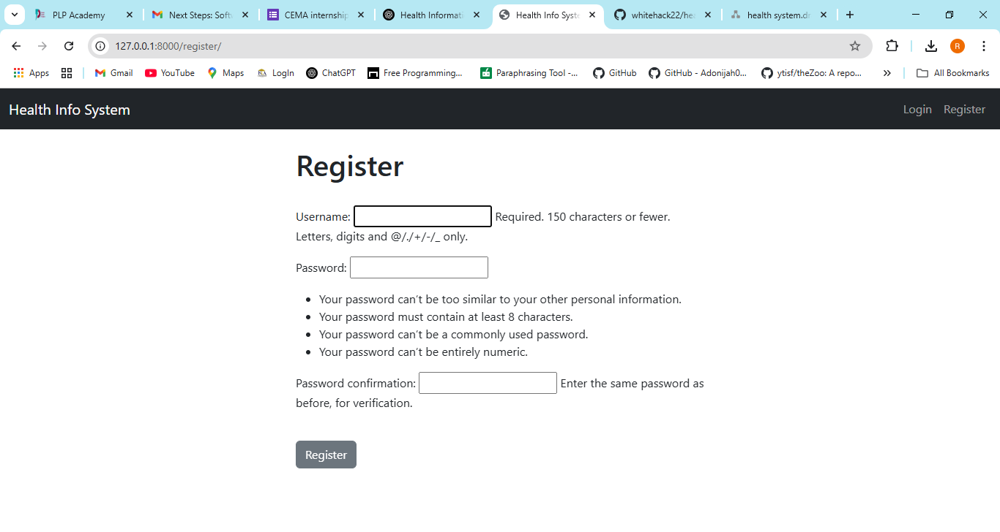 PLP Academy
Next Steps: Soft
CEMA internship
Health Informati
Health Info Syste
whitehack22/hea
health system.dr
127.0.0.1:8000/register/
R
Apps
Gmail
YouTube
Maps
LogIn
ChatGPT
Free Programming...
Paraphrasing Tool -...
GitHub
GitHub - Adonijah0...
ytisf/theZoo: A repo...
All Bookmarks
Health Info System
Login
Register
Register
Username:
Required. 150 characters or fewer.
Letters, digits and @/./+/-/_ only.
Password:
• Your password can’t be too similar to your other personal information.
• Your password must contain at least 8 characters.
• Your password can’t be a commonly used password.
• Your password can’t be entirely numeric.
Password confirmation:
Enter the same password as
before, for verification.
Register